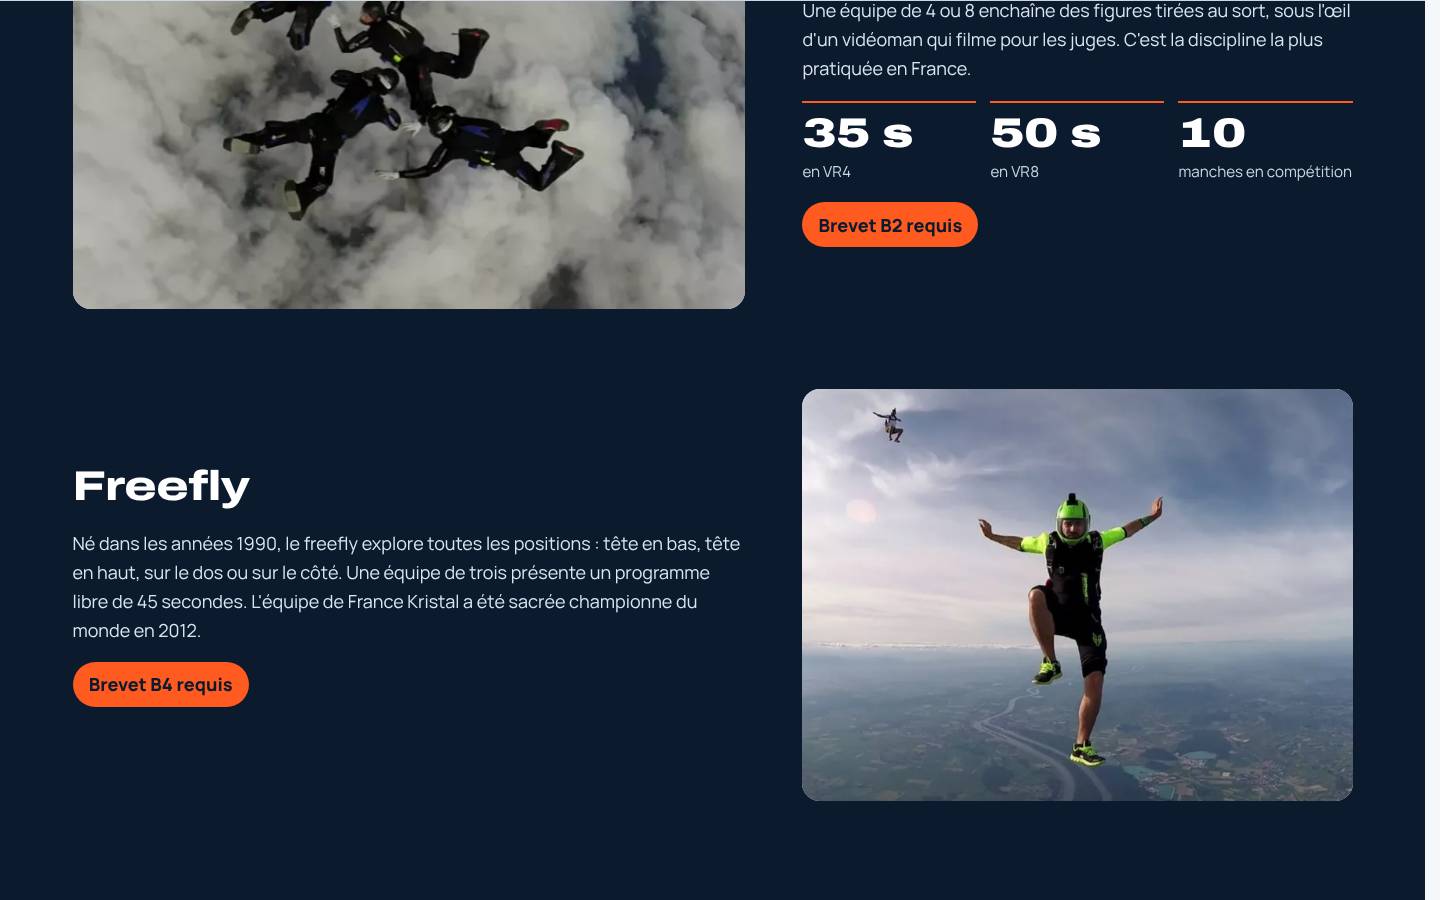 Une équipe de 4 ou 8 enchaîne des figures tirées au sort, sous l'œil
d'un vidéoman qui filme pour les juges. C'est la discipline la plus
pratiquée en France.
35 s
en VR4
50 s
en VR8
10
manches en compétition
Brevet B2 requis
Freefly
Né dans les années 1990, le freefly explore toutes les positions : tête en bas, tête
en haut, sur le dos ou sur le côté. Une équipe de trois présente un programme
libre de 45 secondes. L'équipe de France Kristal a été sacrée championne du
monde en 2012.
Brevet B4 requis